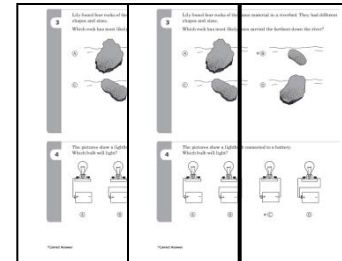 3
Lily found four rocks of the
shapes and sizes.
Which rock has most likel
A
C
4
The pictures show a lightb
Which bulb will light?
A
B
*Correct Answer
3
Lily found four rocks of the same material in a riverbed. They had different
shapes and sizes.
Which rock has most likely been carried the farthest down the river?
A
*B
C
D
4
The pictures show a lightbulb connected to a battery.
Which bulb will light?
A
B
*C
D
*Correct Answer